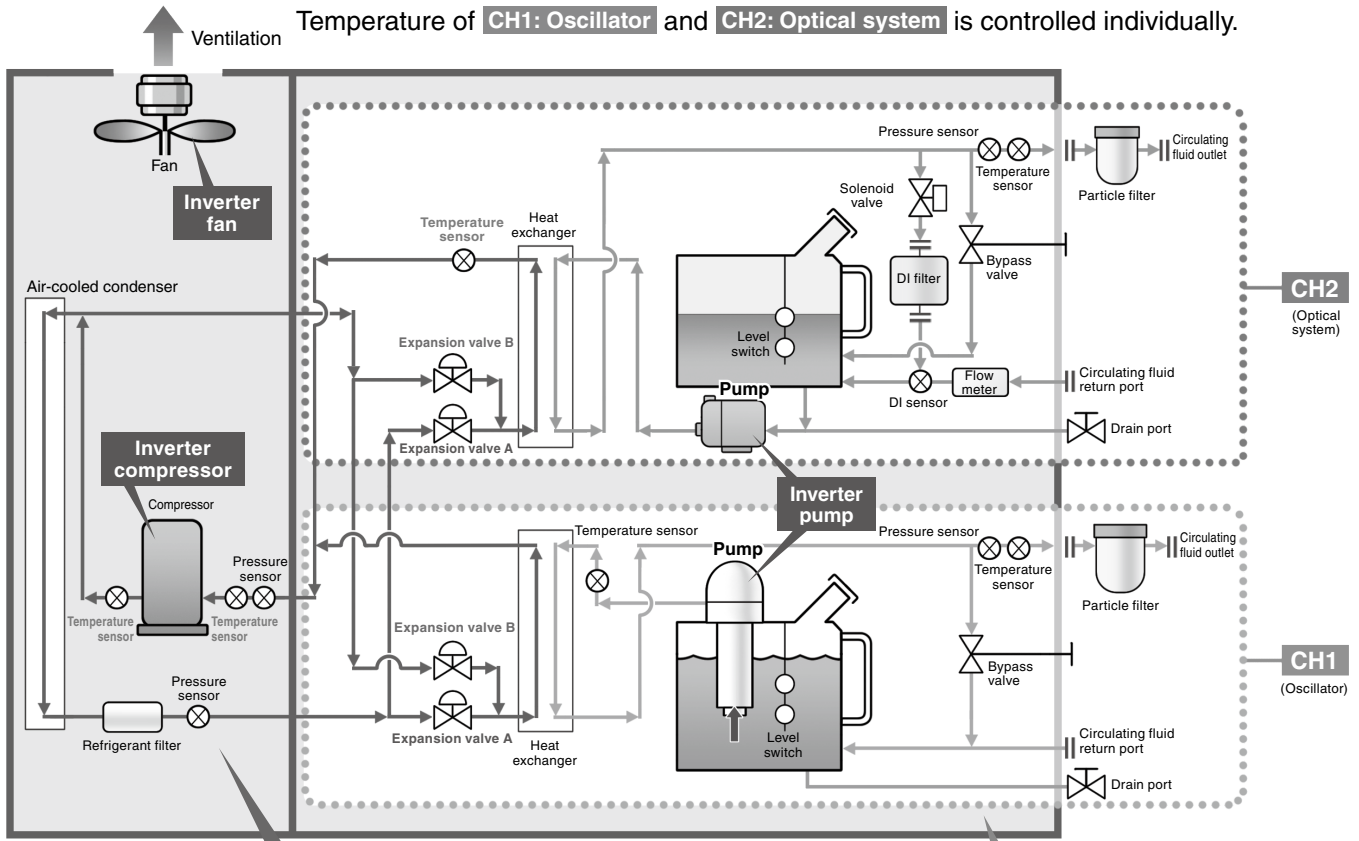 Temperature of CH1: Oscillator and CH2: Optical system is controlled individually.
Ventilation
Fan
Inverter
fan
Air-cooled condenser
Inverter
compressor
Compressor
Pressure
sensor
Temperature
sensor
Temperature
sensor
Pressure
sensor
Refrigerant filter
Temperature
sensor
Heat
exchanger
Expansion valve B
Expansion valve A
Pressure sensor
Temperature
sensor
Circulating
fluid outlet
Particle filter
Solenoid
valve
DI filter
Bypass
valve
Level
switch
Pump
DI sensor
Flow
meter
Circulating fluid
return port
Drain port
CH2
(Optical
system)
Inverter
pump
Temperature sensor
Pump
Pressure sensor
Temperature
sensor
Circulating
fluid outlet
Particle filter
Expansion valve B
Expansion valve A
Heat
exchanger
Level
switch
Bypass
valve
Circulating fluid
return port
Drain port
CH1
(Oscillator)